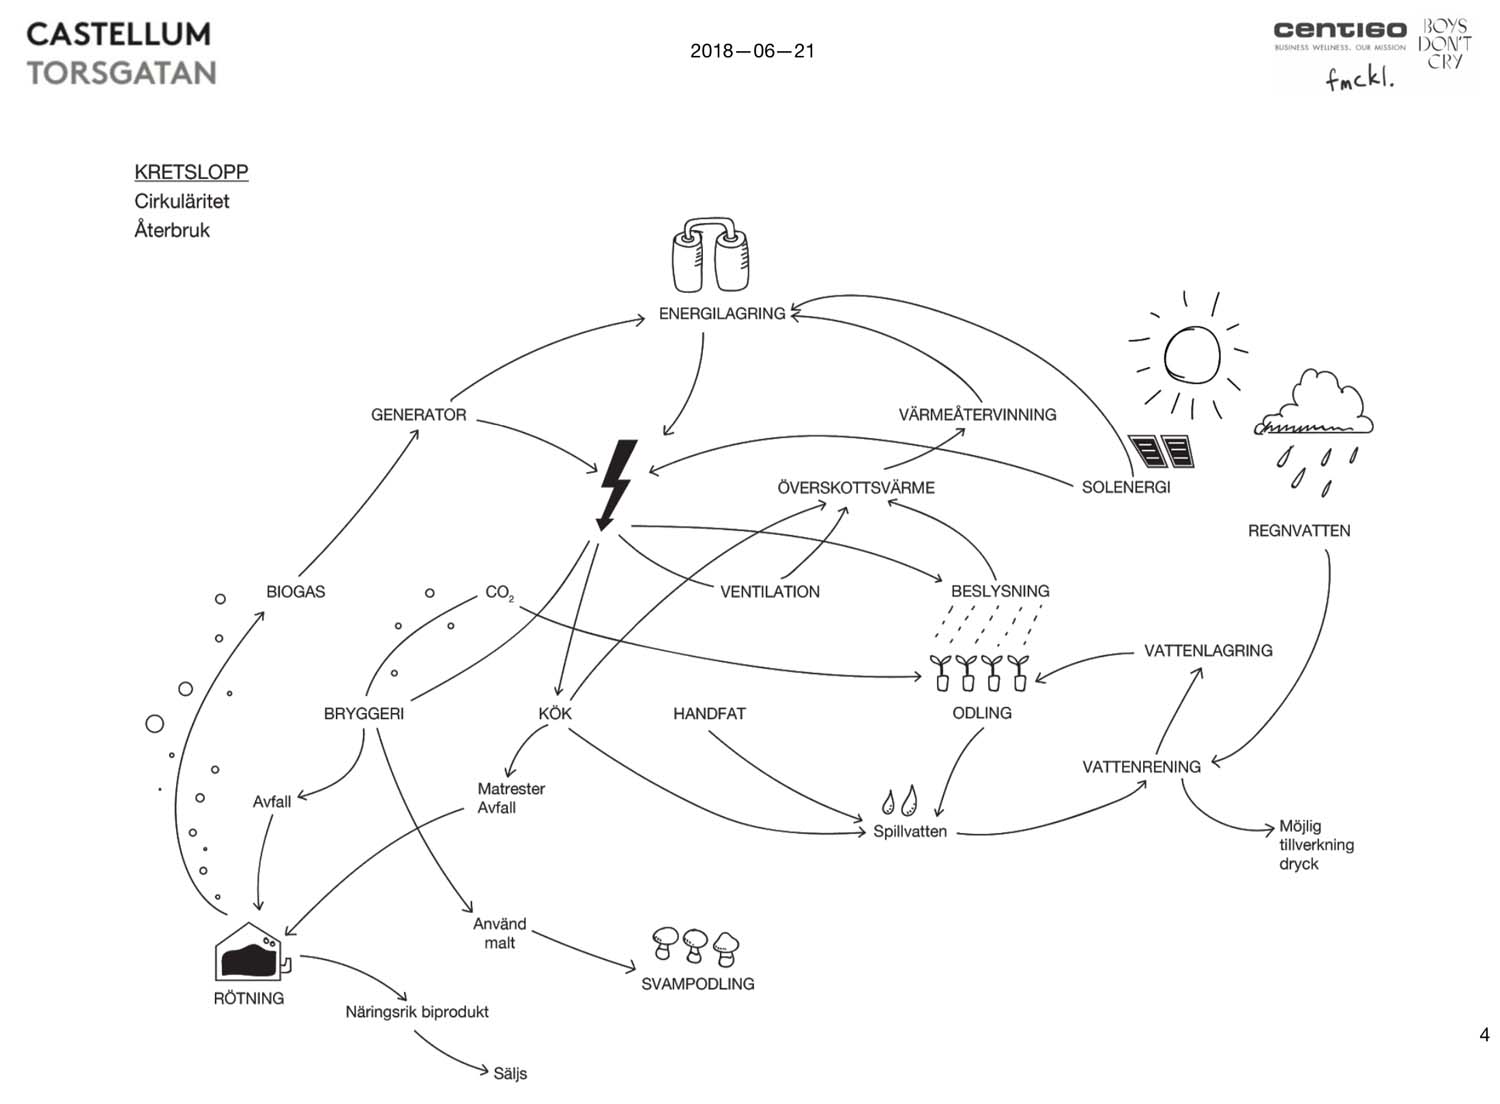 CASTELLUM
TORSGATAN
2018—06—21
CENTIGO
BUSINESS WELLNESS. OUR MISSION
BOYS
DON'T
CRY
fmckl.
KRETSLOPP
Cirkuläritet
Återbruk
ENERGILAGRING
GENERATOR
VÄRMEÅTERVINNING
ÖVERSKOTTSVÄRME
SOLENERGI
REGNVATTEN
BIOGAS
CO₂
VENTILATION
BESLYSNING
VATTENLAGRING
BRYGGERI
KÖK
HANDFAT
ODLING
VATTENRENING
Avfall
Matrester
Avfall
Spillvatten
Möjlig
tillverkning
dryck
Använd
malt
SVAMPODLING
RÖTNING
Näringsrik biprodukt
Säljs
4